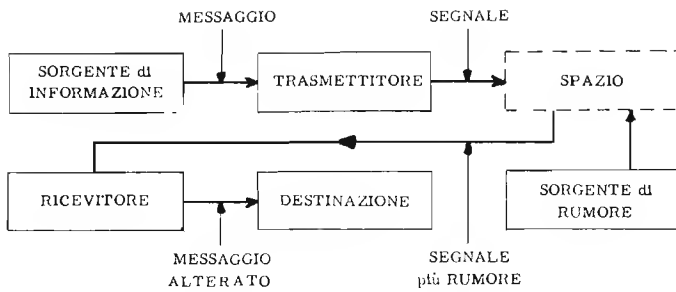 MESSAGGIO
SEGNALE
SORGENTE di
INFORMAZIONE
TRASMETTITORE
SPAZIO
RICEVITORE
DESTINAZIONE
SORGENTE di
RUMORE
MESSAGGIO
ALTERATO
SEGNALE
più RUMORE